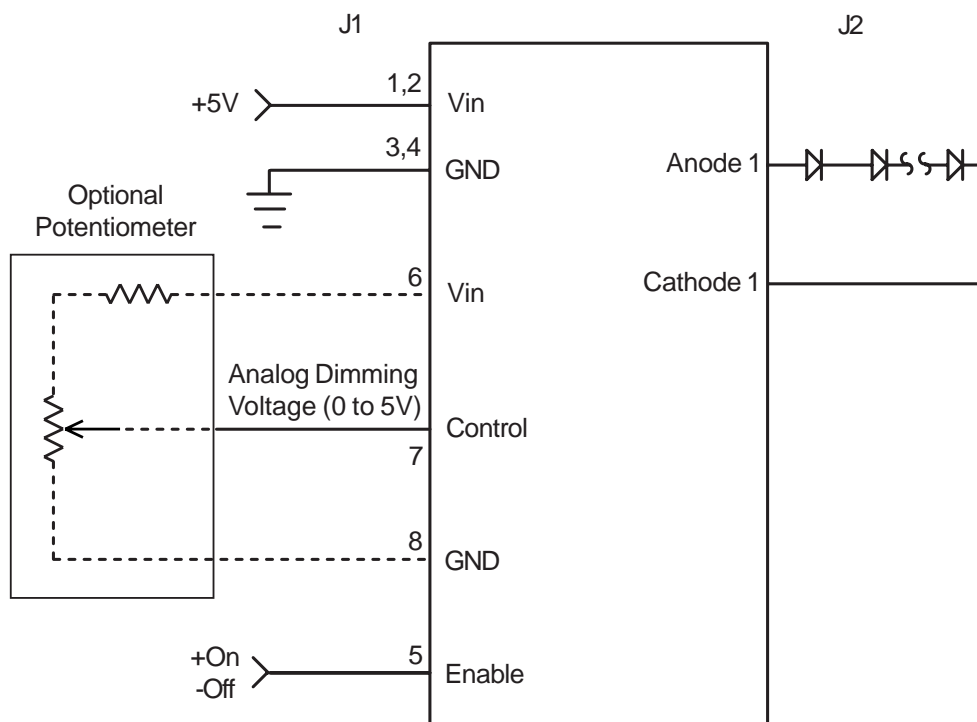 J1
J2
1,2
+5V
Vin
3,4
GND
Anode 1
Optional
Potentiometer
6
Vin
Cathode 1
Analog Dimming
Voltage (0 to 5V)
Control
7
8
GND
+On
-Off
5
Enable